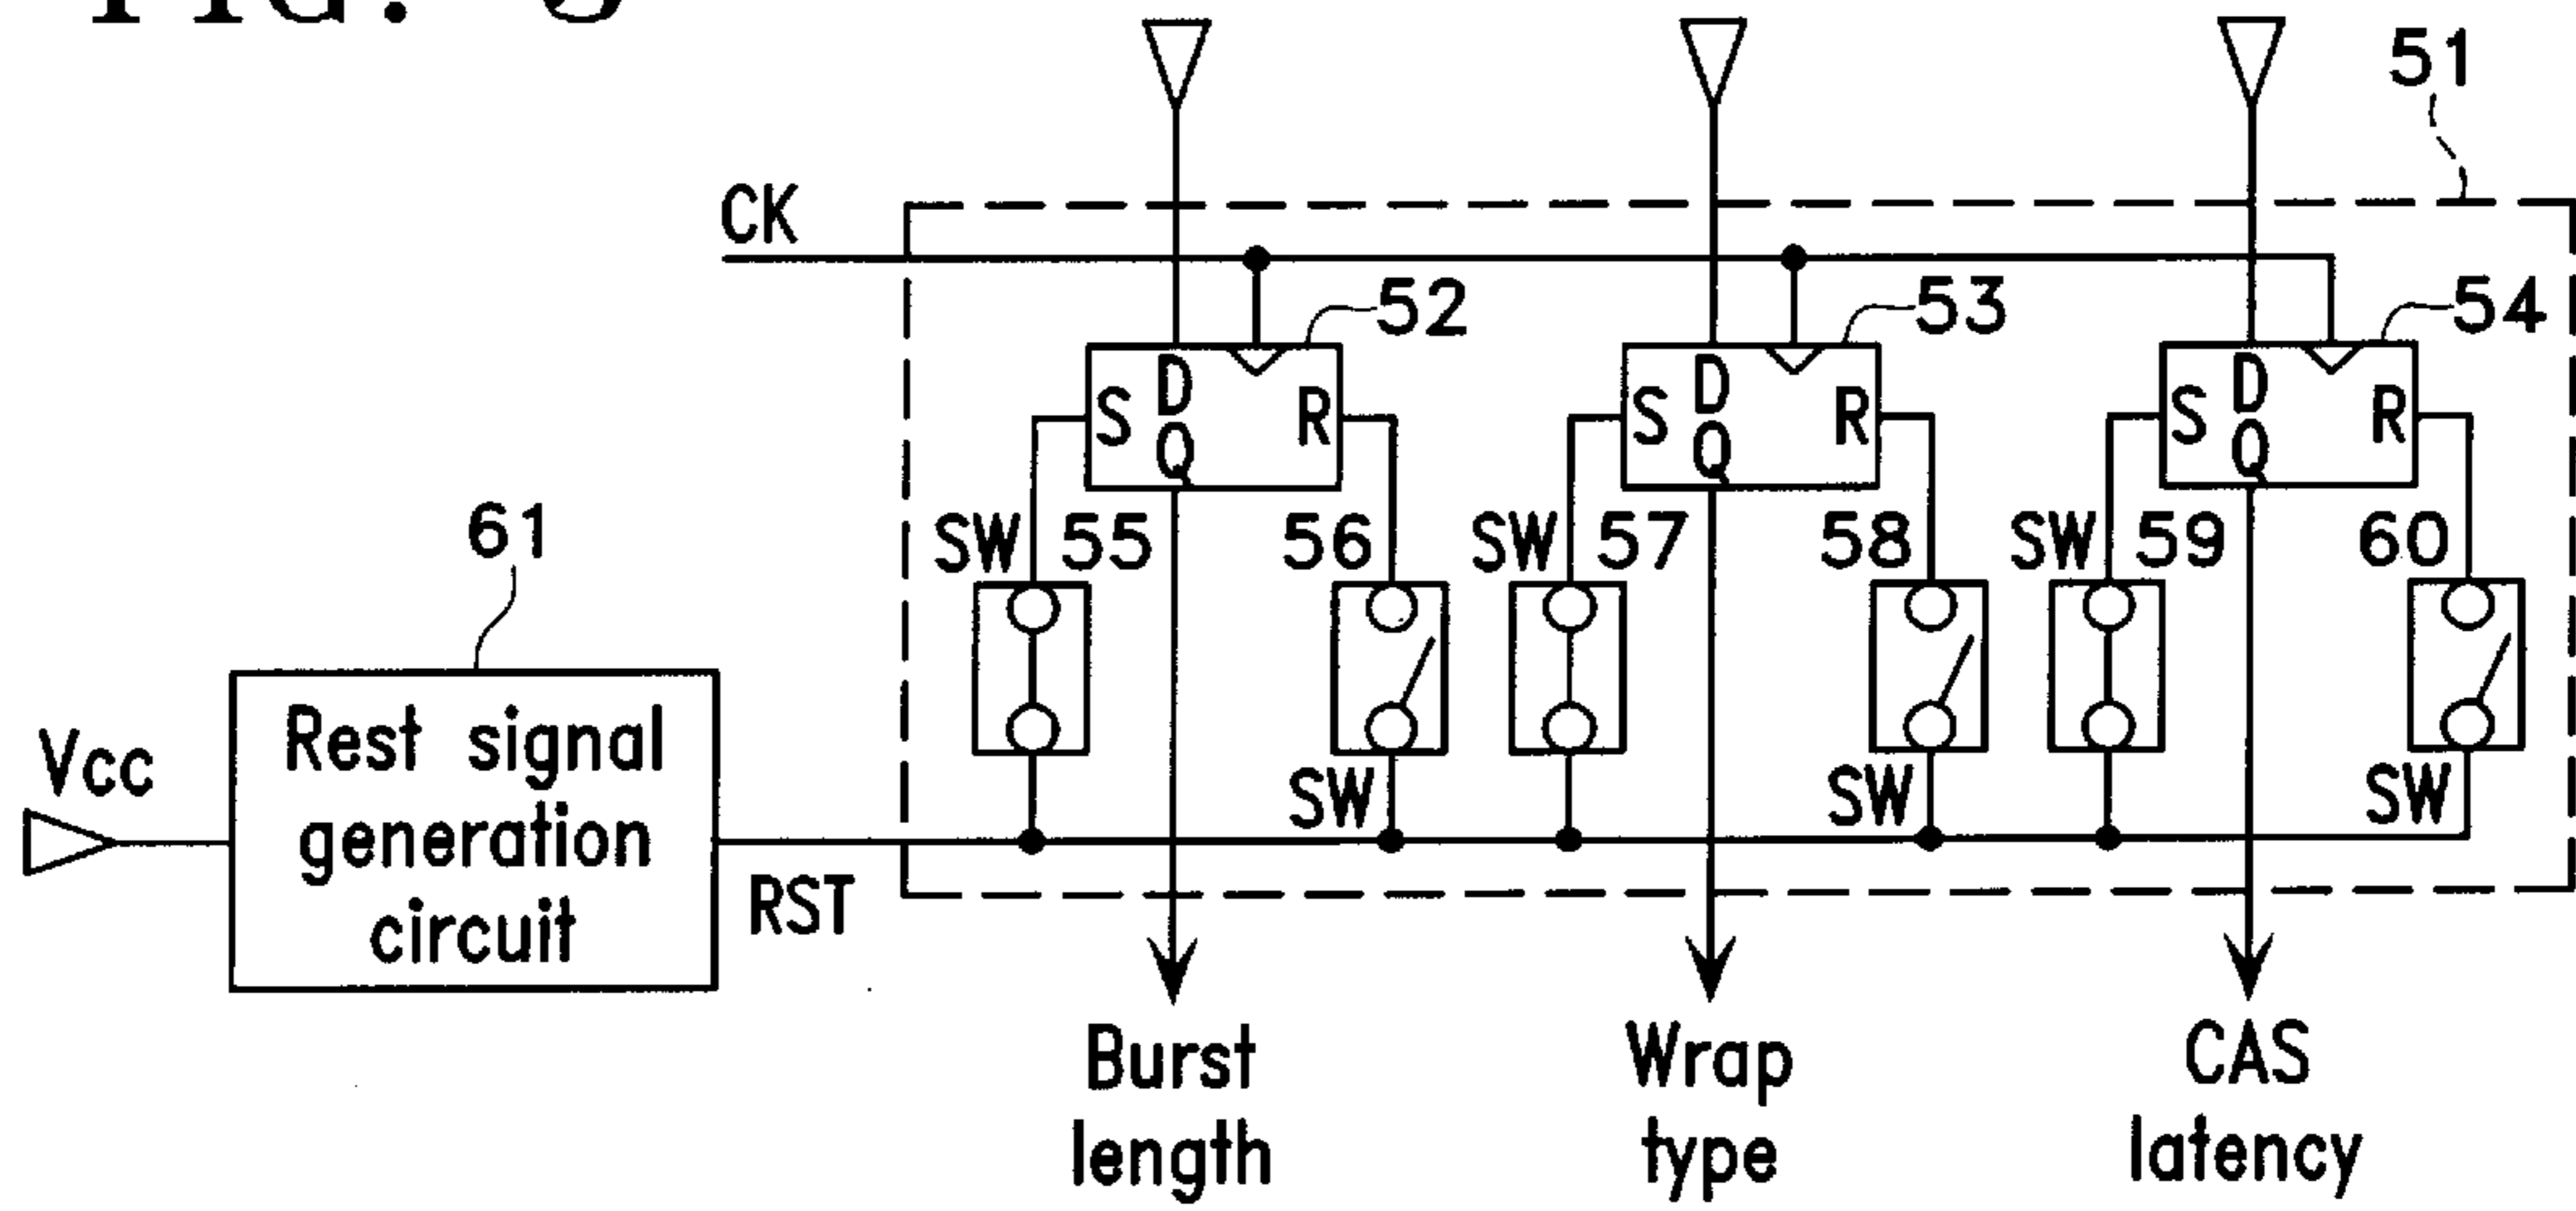 FIG. 
51
CK
52
53
54
S D Q R
S D Q R
S D Q R
SW 55
56
SW 57
58
SW 59
60
61
Vcc
Rest signal
generation
circuit
SW
SW
SW
RST
Burst
length
Wrap
type
CAS
latency